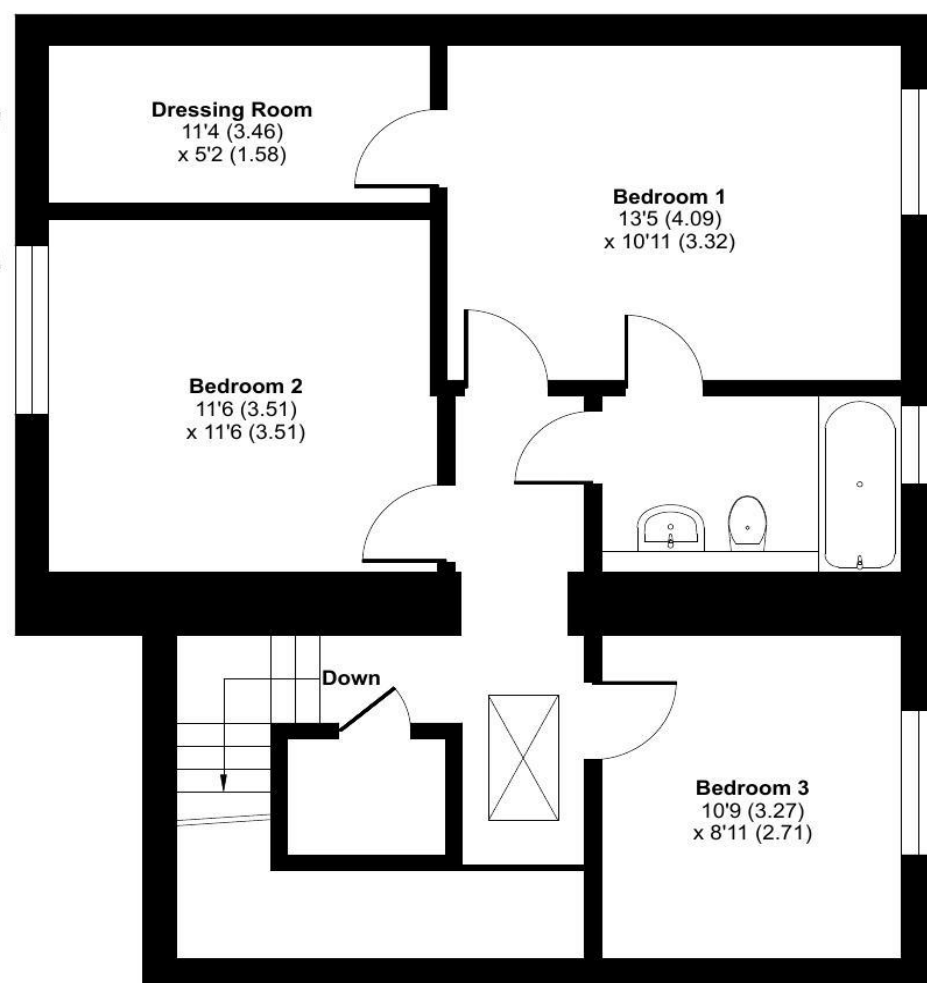 Dressing Room
11'4 (3.46)
x 5'2 (1.58)
Bedroom 1
13'5 (4.09)
x 10'11 (3.32)
Bedroom 2
11'6 (3.51)
x 11'6 (3.51)
Down
Bedroom 3
10'9 (3.27)
x 8'11 (2.71)